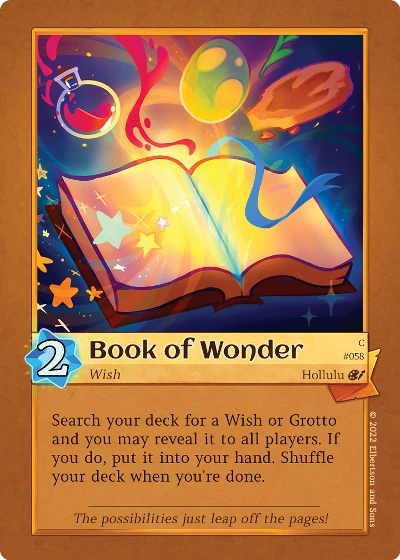 2
Book of Wonder
C
#058
Wish
Hollulu
Search your deck for a Wish or Grotto
and you may reveal it to all players. If
you do, put it into your hand. Shuffle
your deck when you're done.
The possibilities just leap off the pages!
© 2022 Elbertson and Sons